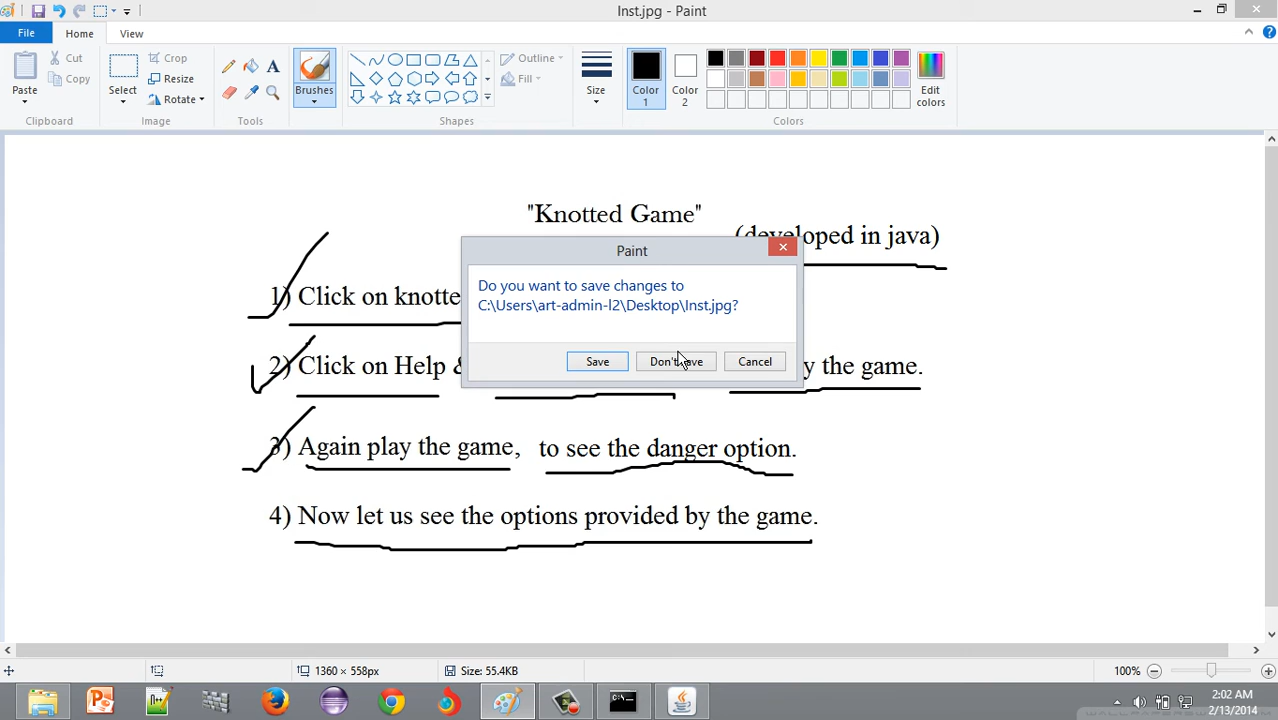 Inst.jpg - Paint
File Home View
Cut
Copy
Paste
Clipboard
Select
Crop
Resize
Rotate
Image
A
Tools
Brushes
Outline
Fill
Shapes
Size
Color 1
Color 2
Edit colors
Colors
"Knotted Game"
(developed in java)
1) Click on knotte
2) Click on Help & y the game.
3) Again play the game, to see the danger option.
4) Now let us see the options provided by the game.
Paint
Do you want to save changes to
C:\Users\art-admin-l2\Desktop\Inst.jpg?
Save Don't Save Cancel
1360 × 558px Size: 55.4KB 100%
2:02 AM
2/13/2014